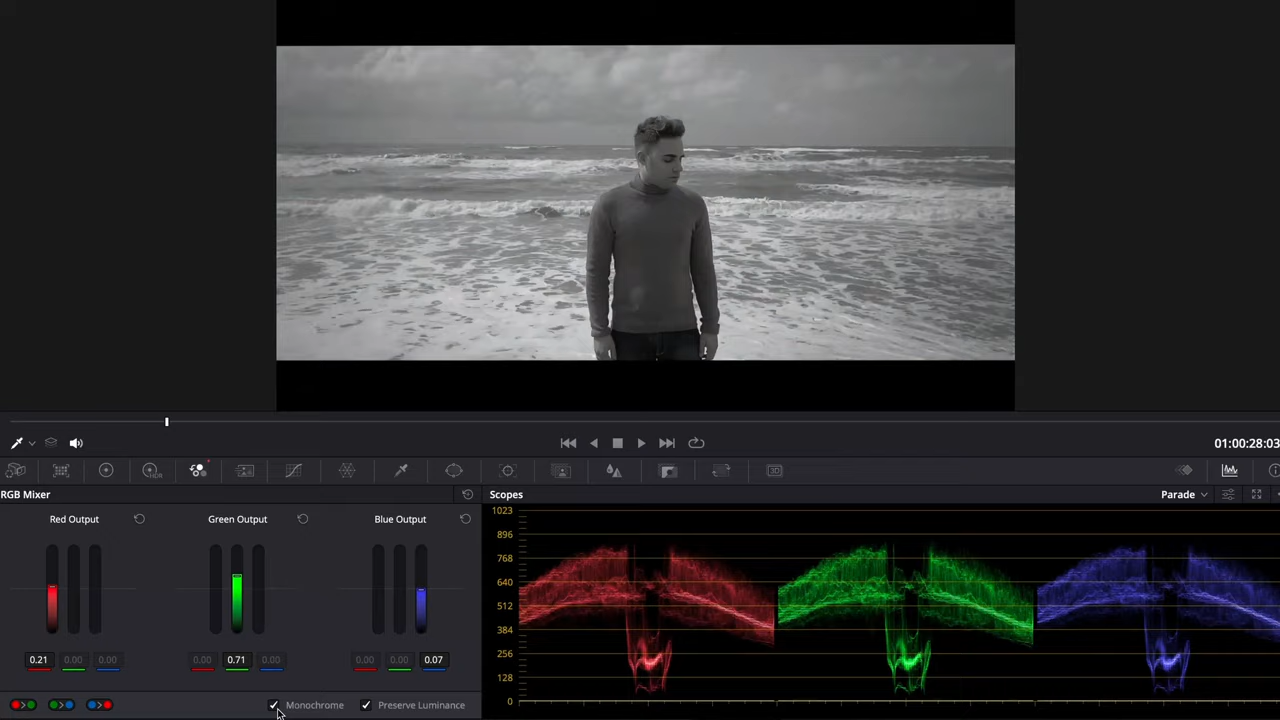 01:00:28:03
3D
RGB Mixer
Scopes
Parade
Red Output
Green Output
Blue Output
1023
896
768
640
512
384
256
128
0
0.21 0.00 0.00
0.00 0.71 0.00
0.00 0.00 0.07
Monochrome
Preserve Luminance